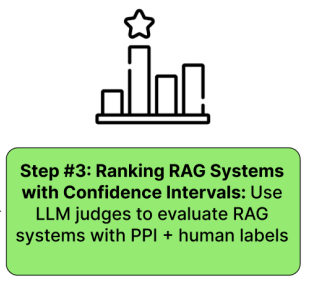 Step #3: Ranking RAG Systems
with Confidence Intervals: Use
LLM judges to evaluate RAG
systems with PPI + human labels